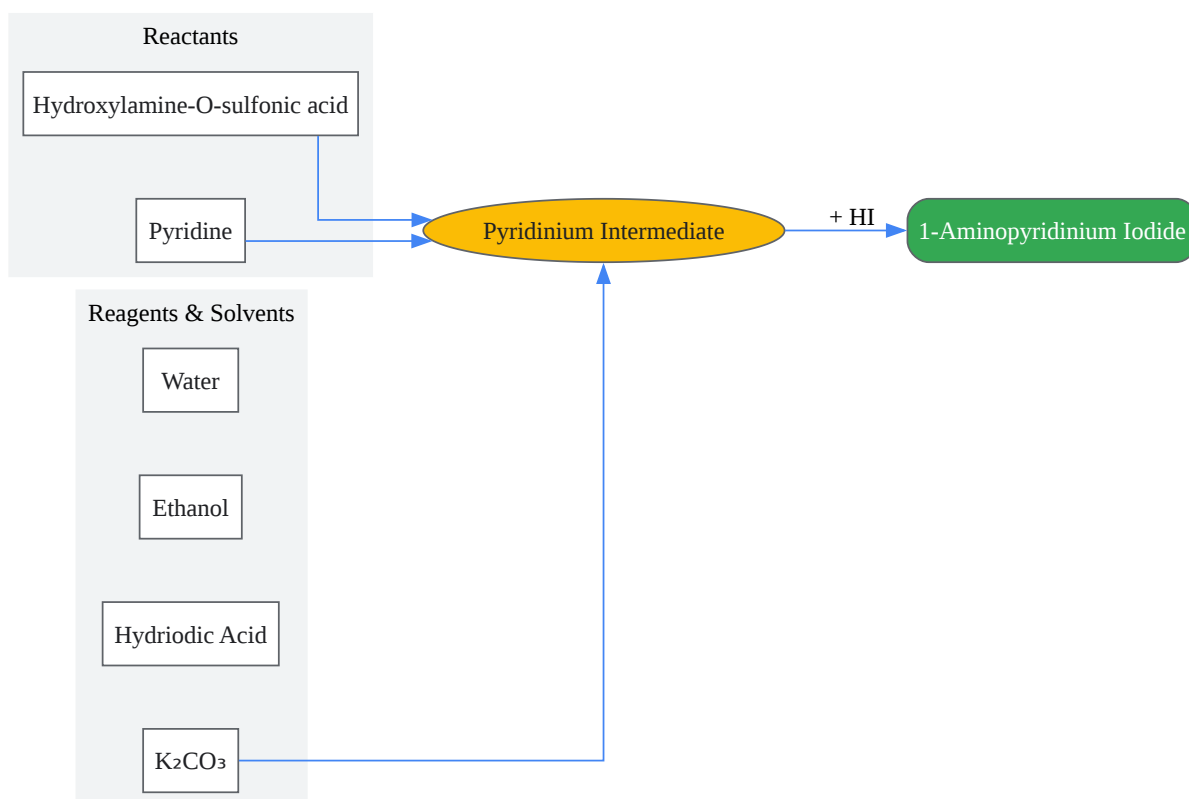 Reactants
Hydroxylamine-O-sulfonic acid
Pyridine
Pyridinium Intermediate
+ HI
1-Aminopyridinium Iodide
Reagents & Solvents
Water
Ethanol
Hydriodic Acid
K₂CO₃